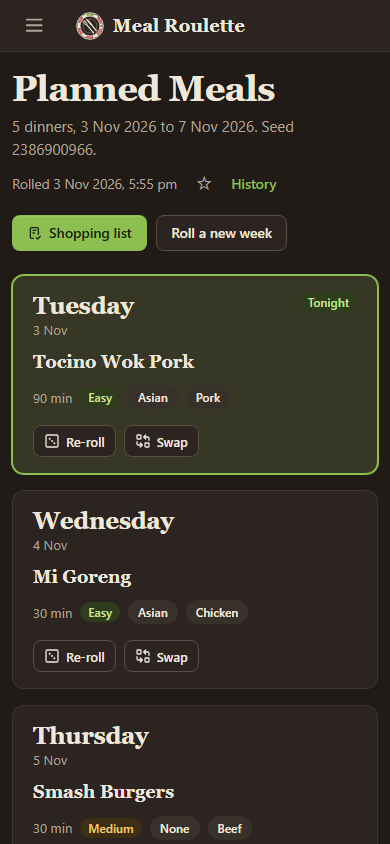 Meal Roulette
Planned Meals
5 dinners, 3 Nov 2026 to 7 Nov 2026. Seed
2386900966.
Rolled 3 Nov 2026, 5:55 pm
History
Shopping list
Roll a new week
Tuesday
Tonight
3 Nov
Tocino Wok Pork
90 min Easy Asian Pork
Re-roll Swap
Wednesday
4 Nov
Mi Goreng
30 min Easy Asian Chicken
Re-roll Swap
Thursday
5 Nov
Smash Burgers
30 min Medium None Beef